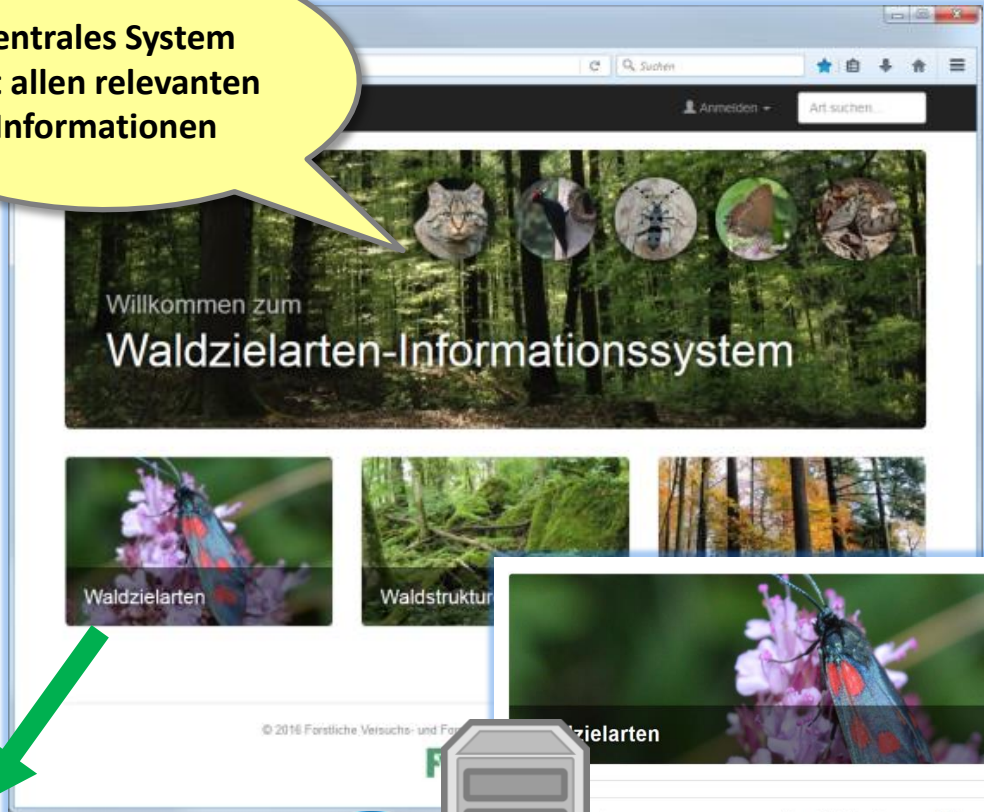 entrales System
allen relevanten
Informationen
Suchen
Anmelden
Art suchen...
Willkommen zum
Waldzielarten-Informationssystem
Waldzielarten
Waldstruktur
zielarten
© 2016 Forstliche Versuchs- und For
F